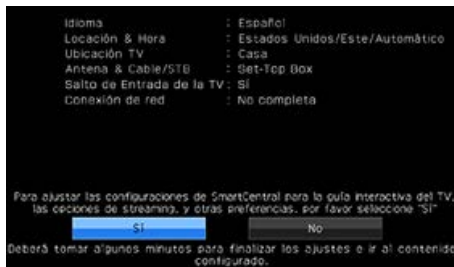 Idioma : Español
Locación & Hora : Estados Unidos/Este/Automático
Ubicación TV : Casa
Antena & Cable/STB : Set-Top Box
Salto de Entrada de la TV : Sí
Conexión de red : No completa
Para ajustar las configuraciones de SmartCentral para la guía interactiva del TV,
las opciones de streaming, y otras preferencias, por favor seleccione "Sí"
Sí No
Deberá tomar algunos minutos para finalizar los ajustes e ir al contenido
configurado.